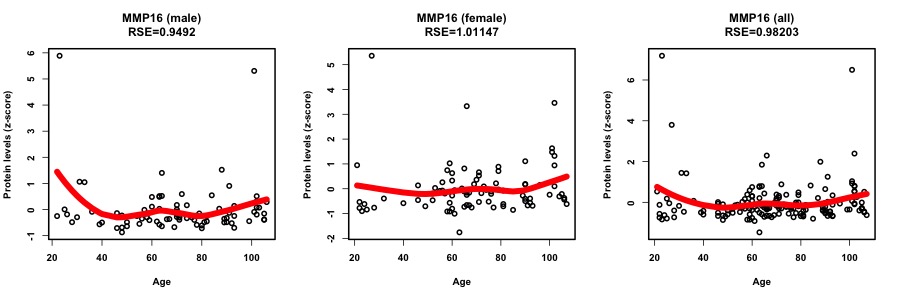 MMP16 (male)
RSE=0.9492
Protein levels (z-score)
6
5
4
3
2
1
0
-1
20 40 60 80 100
Age
MMP16 (female)
RSE=1.01147
Protein levels (z-score)
5
4
3
2
1
0
-1
-2
20 40 60 80 100
Age
MMP16 (all)
RSE=0.98203
Protein levels (z-score)
6
4
2
0
20 40 60 80 100
Age